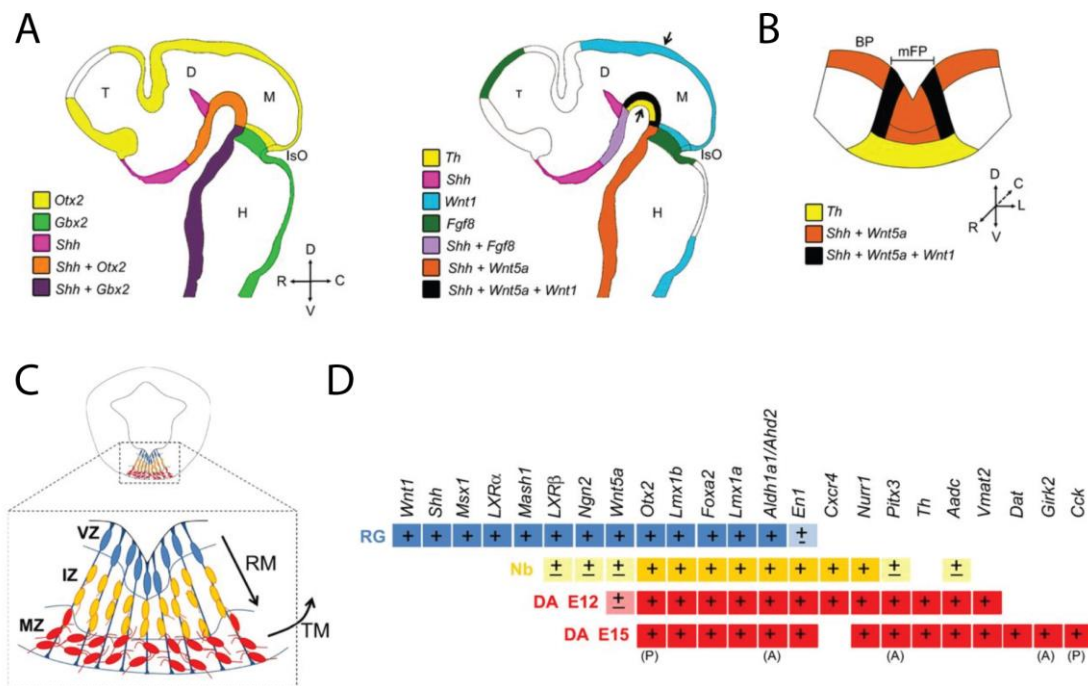 A
T
D
M
IsO
H
Otx2
Gbx2
Shh
Shh + Otx2
Shh + Gbx2
D
R
C
V
T
D
M
IsO
H
Th
Shh
Wnt1
Fgf8
Shh + Fgf8
Shh + Wnt5a
Shh + Wnt5a + Wnt1
B
BP
mFP
Th
Shh + Wnt5a
Shh + Wnt5a + Wnt1
D
C
L
R
V
C
VZ
IZ
MZ
RM
TM
D
Wnt1
Shh
Msx1
LXRα
Mash1
LXRβ
Ngn2
Wnt5a
Otx2
Lmx1b
Foxa2
Lmx1a
Aldh1a1/Ahd2
En1
Cxcr4
Nurr1
Pitx3
Th
Aadc
Vmat2
Dat
Girk2
Cck
RG + + + + + + + + + + + + + ±
Nb ± ± ± + + + + + + + + ± ±
DA E12 ± + + + + + + + + + + + +
DA E15 + + + + + + + + + + + + + +
(P) (A) (A) (A) (P)